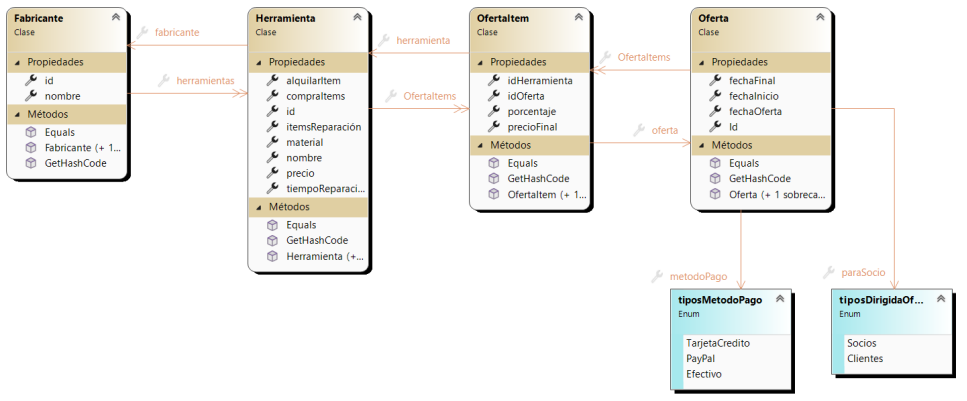 Fabricante
Clase
Propiedades
id
nombre
Métodos
Equals
Fabricante (+ 1...
GetHashCode
fabricante
herramientas
Herramienta
Clase
Propiedades
alquilarItem
compraItems
id
itemsReparación
material
nombre
precio
tiempoReparaci...
Métodos
Equals
GetHashCode
Herramienta (+...
herramienta
OfertaItems
OfertaItem
Clase
Propiedades
idHerramienta
idOferta
porcentaje
precioFinal
Métodos
Equals
GetHashCode
OfertaItem (+ 1...
OfertaItems
oferta
Oferta
Clase
Propiedades
fechaFinal
fechaInicio
fechaOferta
Id
Métodos
Equals
GetHashCode
Oferta (+ 1 sobreca...
metodoPago
paraSocio
tiposMetodoPago
Enum
TarjetaCredito
PayPal
Efectivo
tiposDirigidaOf...
Enum
Socios
Clientes